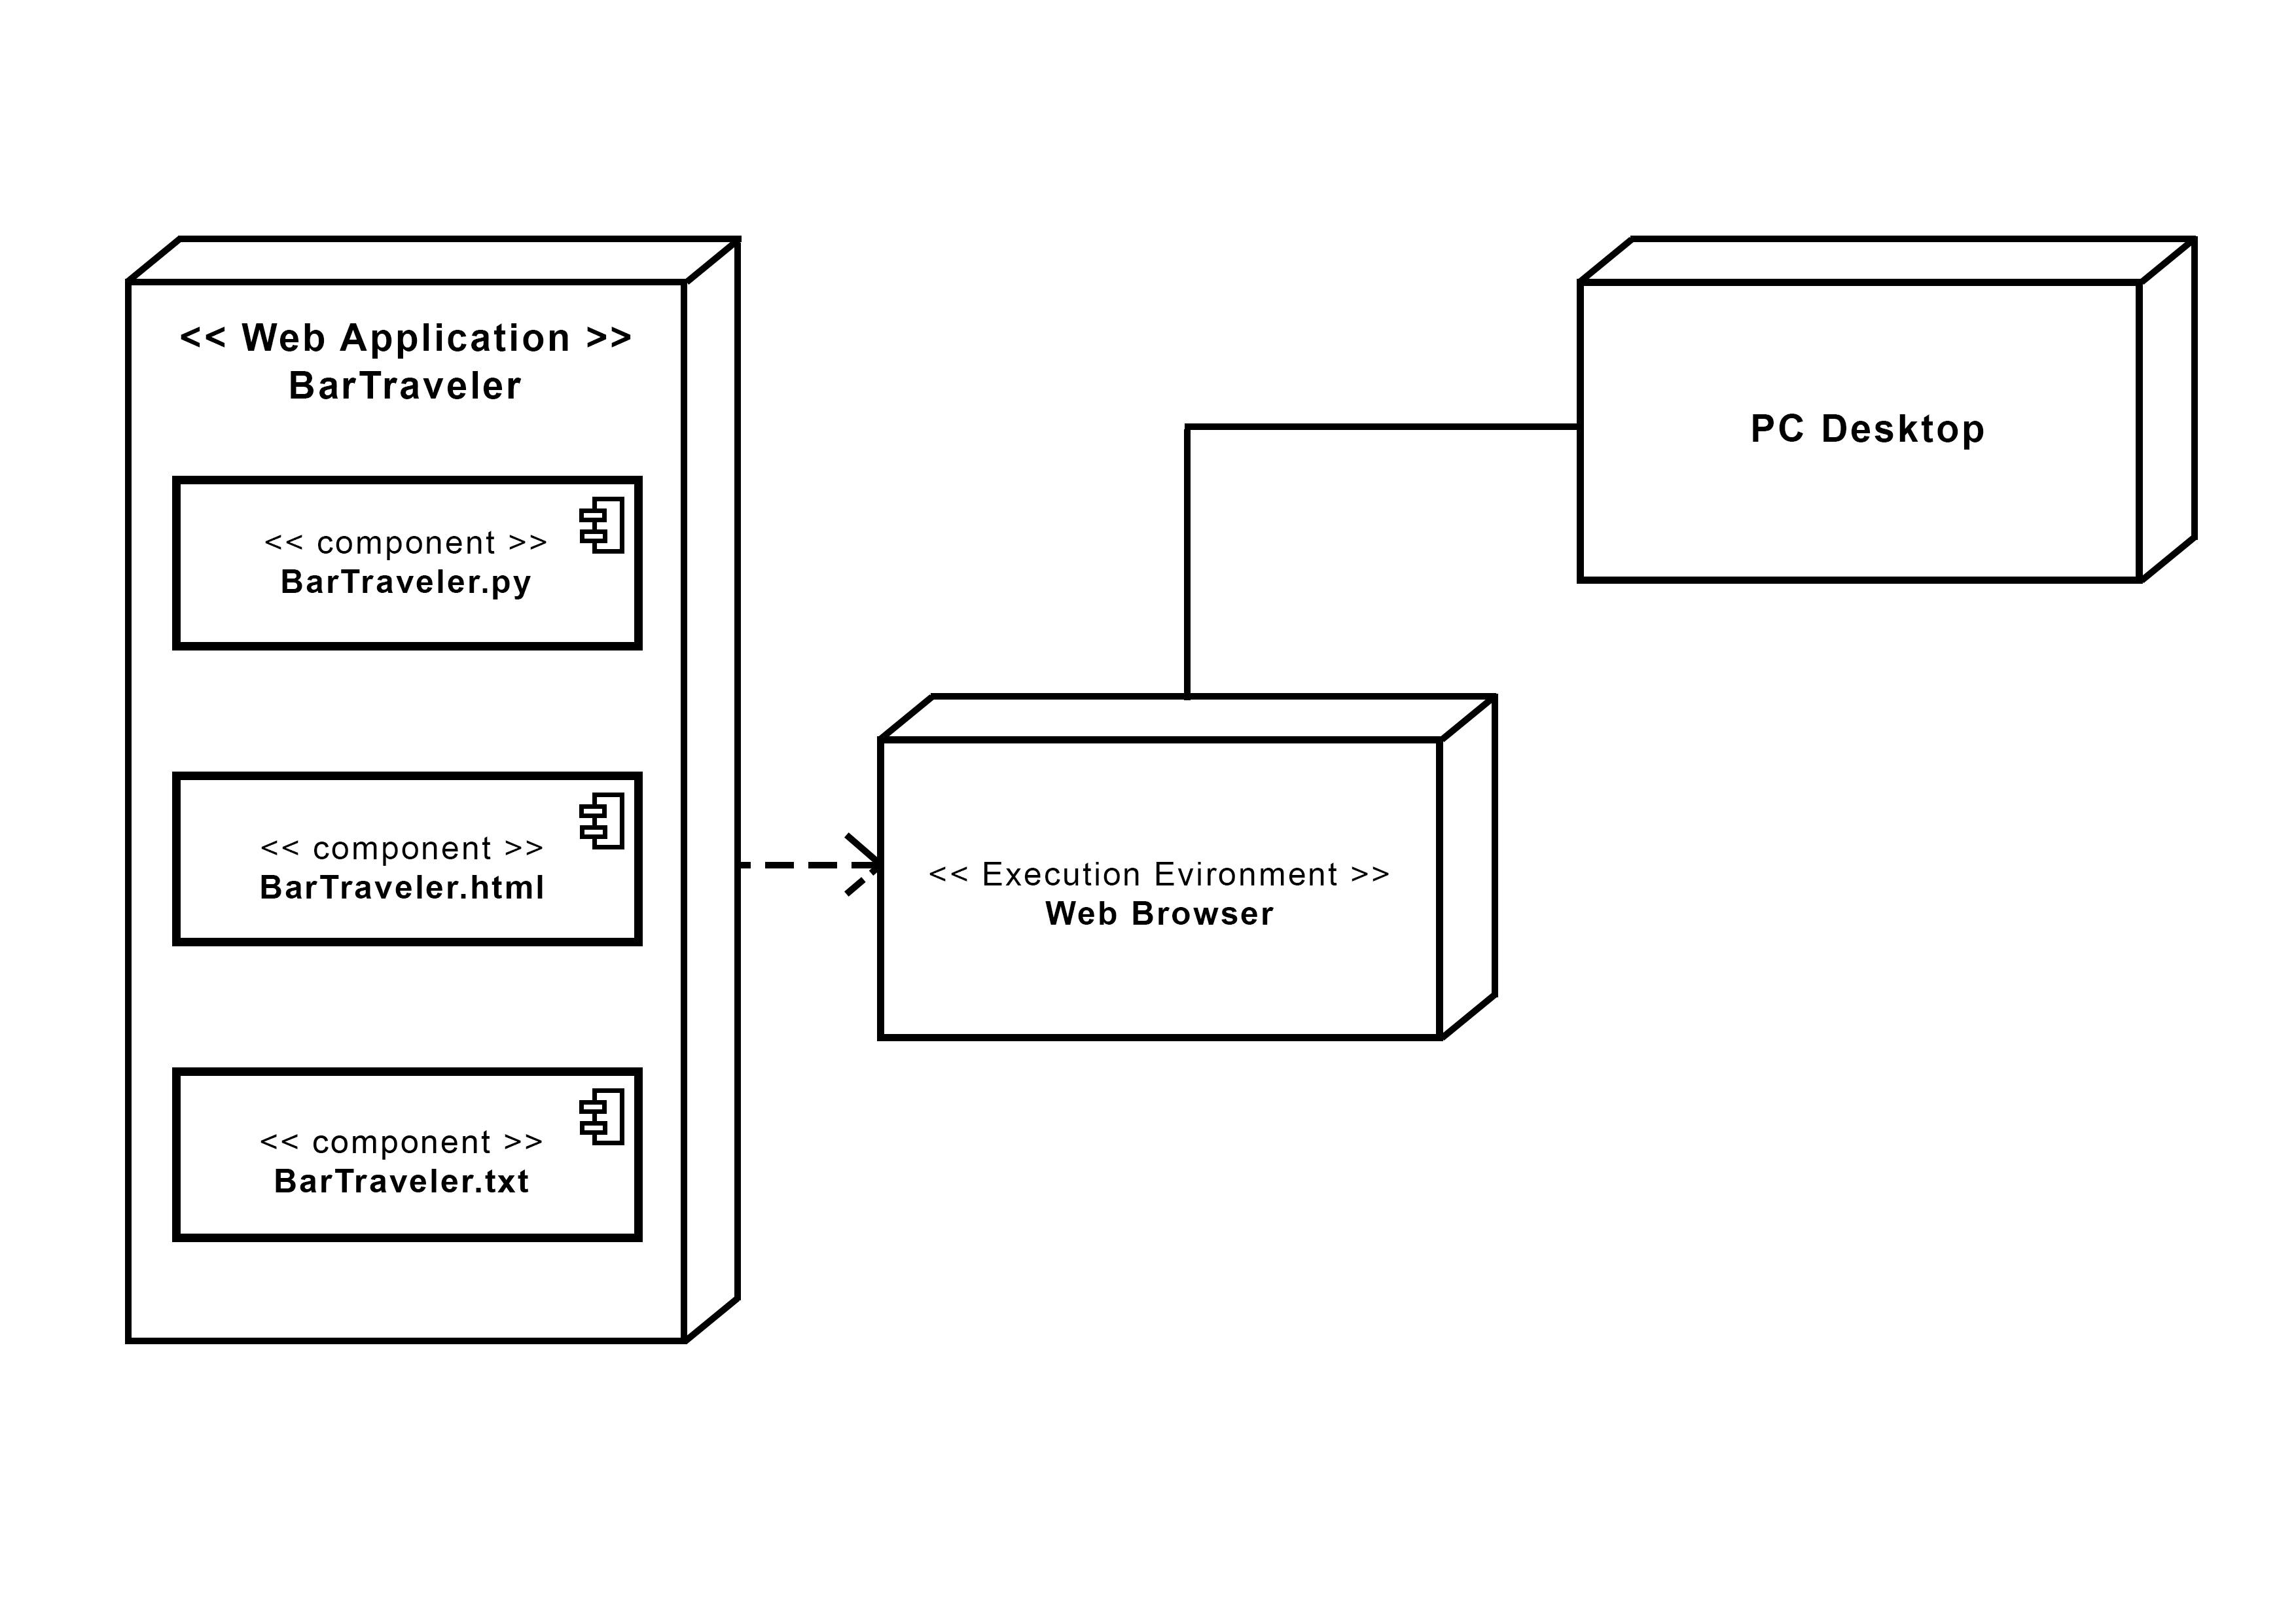 << Web Application >>
BarTraveler
<< component >>
BarTraveler.py
<< component >>
BarTraveler.html
<< component >>
BarTraveler.txt
<< Execution Evironment >>
Web Browser
PC Desktop